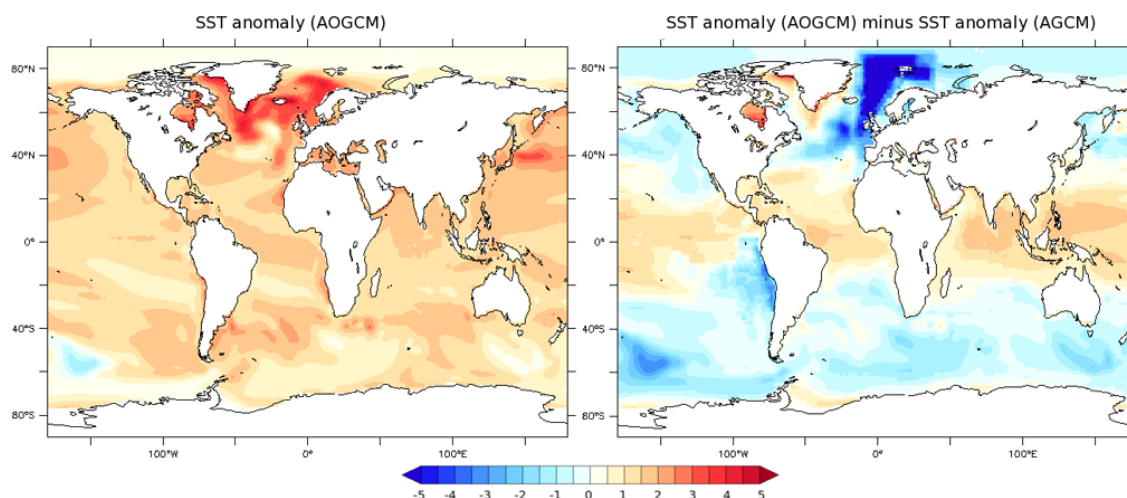 SST anomaly (AOGCM)
SST anomaly (AOGCM) minus SST anomaly (AGCM)
80°N
40°N
0°
40°S
80°S
80°N
40°N
0°
40°S
80°S
100°W 0° 100°E
100°W 0° 100°E
-5 -4 -3 -2 -1 0 1 2 3 4 5